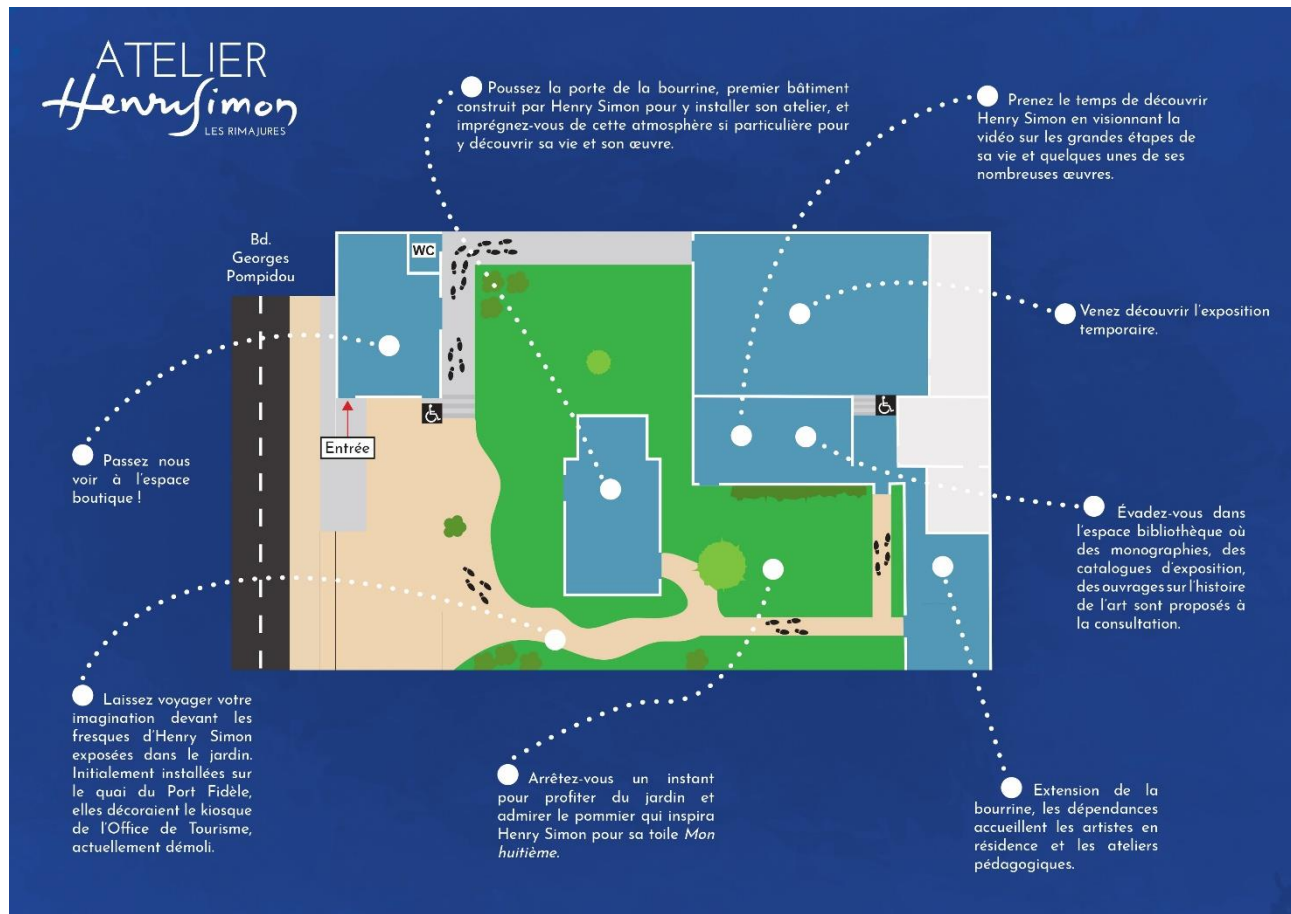 ATELIER
Henry Simon
LES RIMAJURES
Poussez la porte de la bourrine, premier bâtiment
construit par Henry Simon pour y installer son atelier, et
imprégnez-vous de cette atmosphère si particulière pour
y découvrir sa vie et son œuvre.
Prenez le temps de découvrir
Henry Simon en visionnant la
vidéo sur les grandes étapes de
sa vie et quelques unes de ses
nombreuses œuvres.
Bd.
Georges
Pompidou
WC
Venez découvrir l'exposition
temporaire.
Entrée
Passez nous
voir à l'espace
boutique !
Évadez-vous dans
l'espace bibliothèque où
des monographies, des
catalogues d'exposition,
des ouvrages sur l'histoire
de l'art sont proposés à
la consultation.
Laissez voyager votre
imagination devant les
fresques d'Henry Simon
exposées dans le jardin.
Initialement installées sur
le quai du Port Fidèle,
elles décoraient le kiosque
de l'Office de Tourisme,
actuellement démoli.
Arrêtez-vous un instant
pour profiter du jardin et
admirer le pommier qui inspira
Henry Simon pour sa toile Mon
huitième.
Extension de la
bourrine, les dépendances
accueillent les artistes en
résidence et les ateliers
pédagogiques.